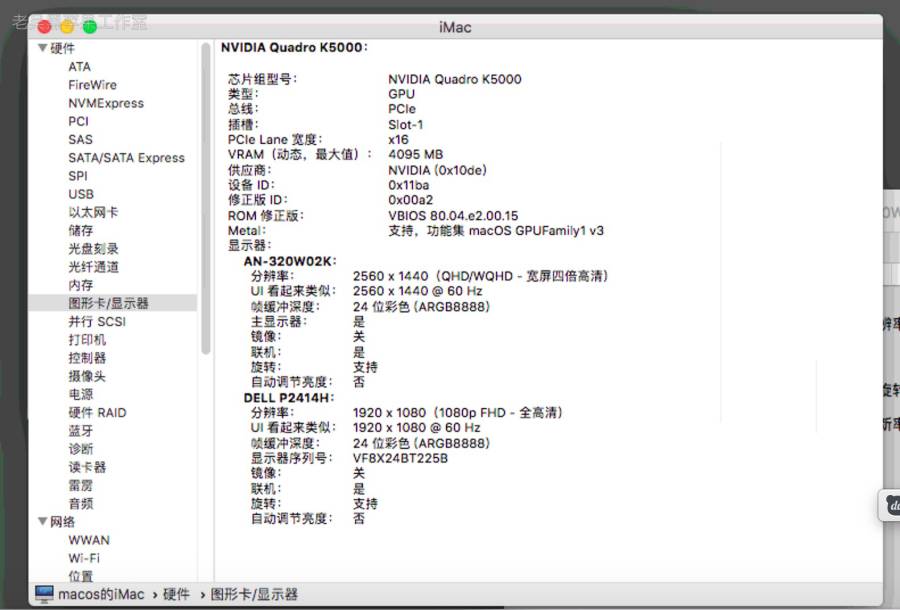 iMac
硬件
ATA
FireWire
NVMExpress
PCI
SAS
SATA/SATA Express
SPI
USB
以太网卡
储存
光盘刻录
光纤通道
内存
图形卡/显示器
并行 SCSI
打印机
控制器
摄像头
电源
硬件 RAID
蓝牙
诊断
读卡器
雷雳
音频
网络
WWAN
Wi-Fi
位置
NVIDIA Quadro K5000：
芯片组型号： NVIDIA Quadro K5000
类型： GPU
总线： PCIe
插槽： Slot-1
PCIe Lane 宽度： x16
VRAM（动态，最大值）： 4095 MB
供应商： NVIDIA (0x10de)
设备 ID： 0x11ba
修正版 ID： 0x00a2
ROM 修正版： VBIOS 80.04.e2.00.15
Metal： 支持，功能集 macOS GPUFamily1 v3
显示器：
AN-320W02K：
分辨率： 2560 x 1440（QHD/WQHD - 宽屏四倍高清）
UI 看起来类似： 2560 x 1440 @ 60 Hz
帧缓冲深度： 24 位彩色 (ARGB8888)
主显示器： 是
镜像： 关
联机： 是
旋转： 支持
自动调节亮度： 否
DELL P2414H：
分辨率： 1920 x 1080（1080p FHD - 全高清）
UI 看起来类似： 1920 x 1080 @ 60 Hz
帧缓冲深度： 24 位彩色 (ARGB8888)
显示器序列号： VF8X24BT225B
镜像： 关
联机： 是
旋转： 支持
自动调节亮度： 否
macos的iMac › 硬件 › 图形卡/显示器